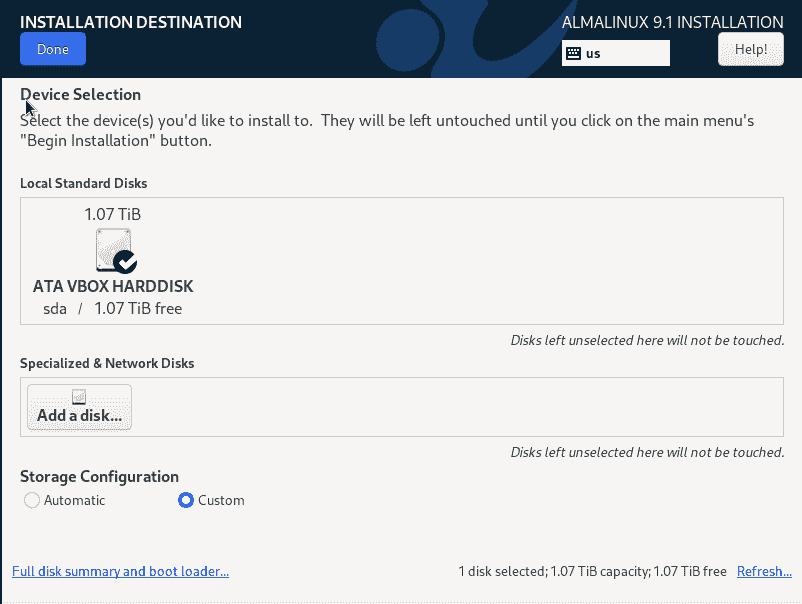 INSTALLATION DESTINATION
ALMALINUX 9.1 INSTALLATION
Done
us
Help!
Device Selection
Select the device(s) you'd like to install to.  They will be left untouched until you click on the main menu's
"Begin Installation" button.
Local Standard Disks
1.07 TiB
ATA VBOX HARDDISK
sda / 1.07 TiB free
Disks left unselected here will not be touched.
Specialized & Network Disks
Add a disk...
Disks left unselected here will not be touched.
Storage Configuration
Automatic
Custom
Full disk summary and boot loader...
1 disk selected; 1.07 TiB capacity; 1.07 TiB free
Refresh...